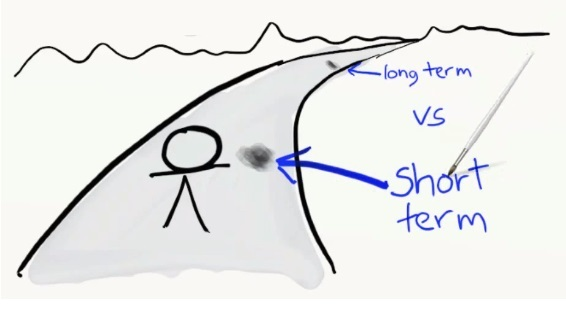 long term
vs
Short
term